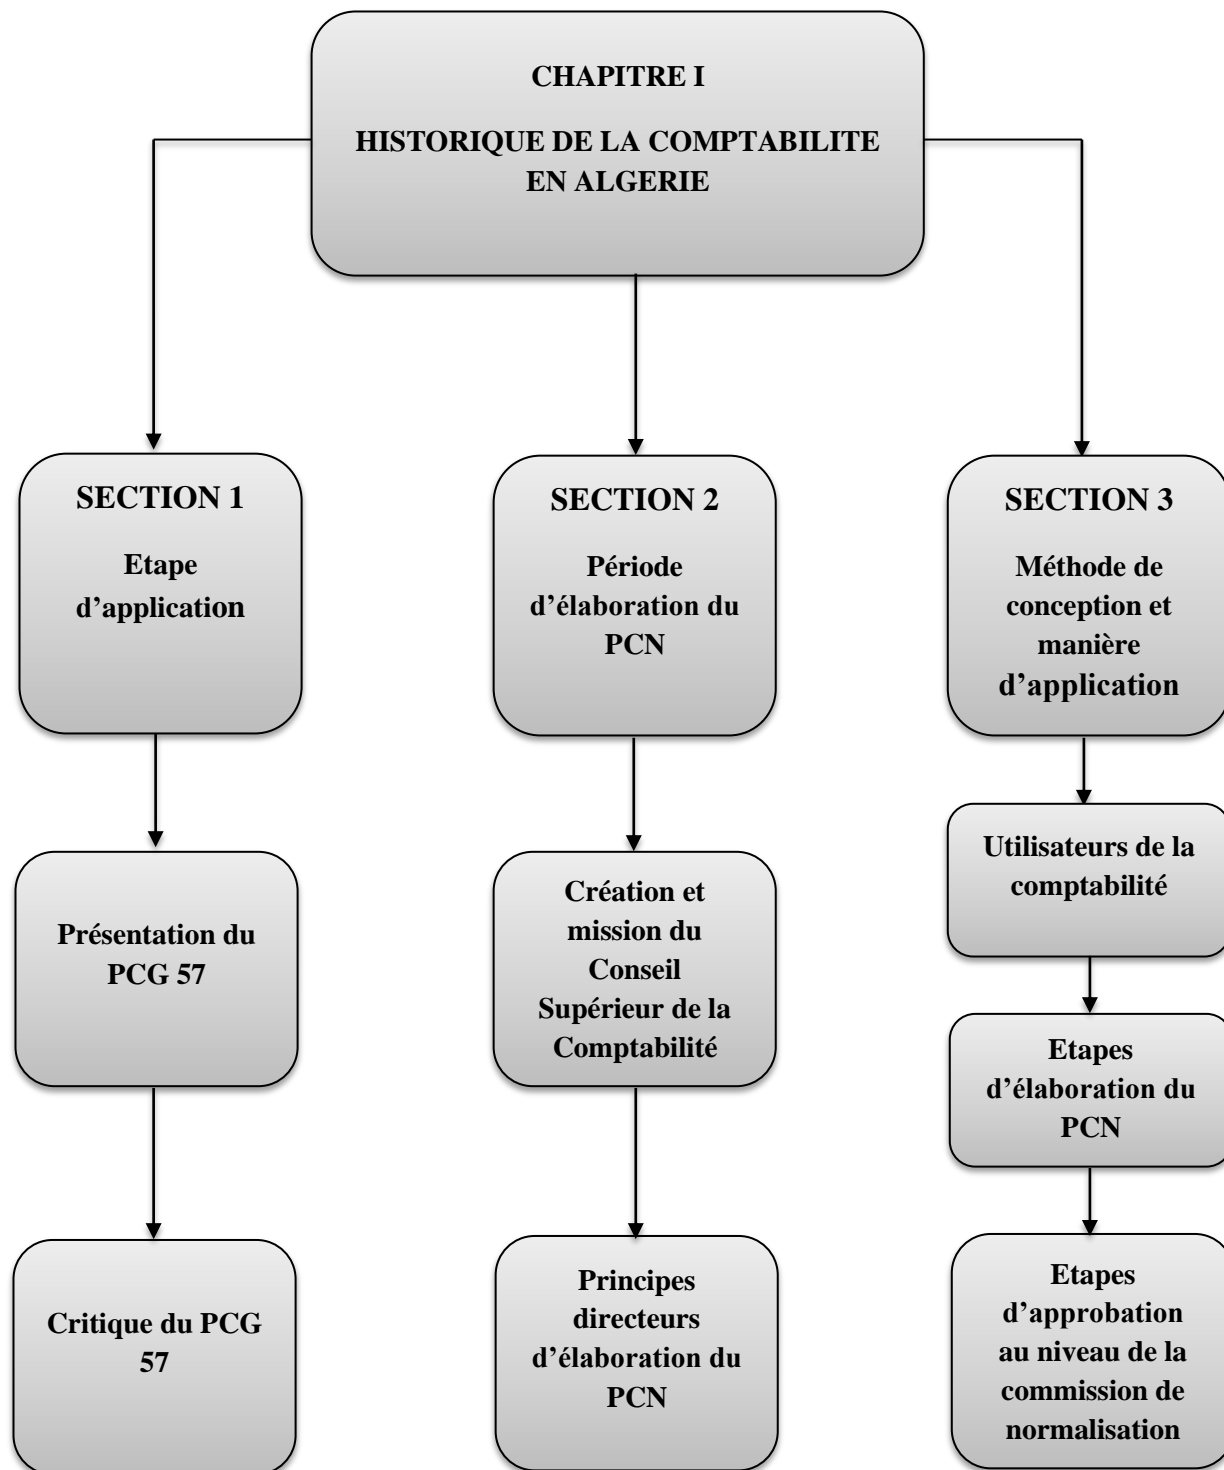 CHAPITRE I
HISTORIQUE DE LA COMPTABILITE
EN ALGERIE
SECTION 1
Etape
d’application
SECTION 2
Période
d’élaboration du
PCN
SECTION 3
Méthode de
conception et
manière
d’application
Présentation du
PCG 57
Création et
mission du
Conseil
Supérieur de la
Comptabilité
Utilisateurs de la
comptabilité
Etapes
d’élaboration du
PCN
Critique du PCG
57
Principes
directeurs
d’élaboration du
PCN
Etapes
d’approbation
au niveau de la
commission de
normalisation